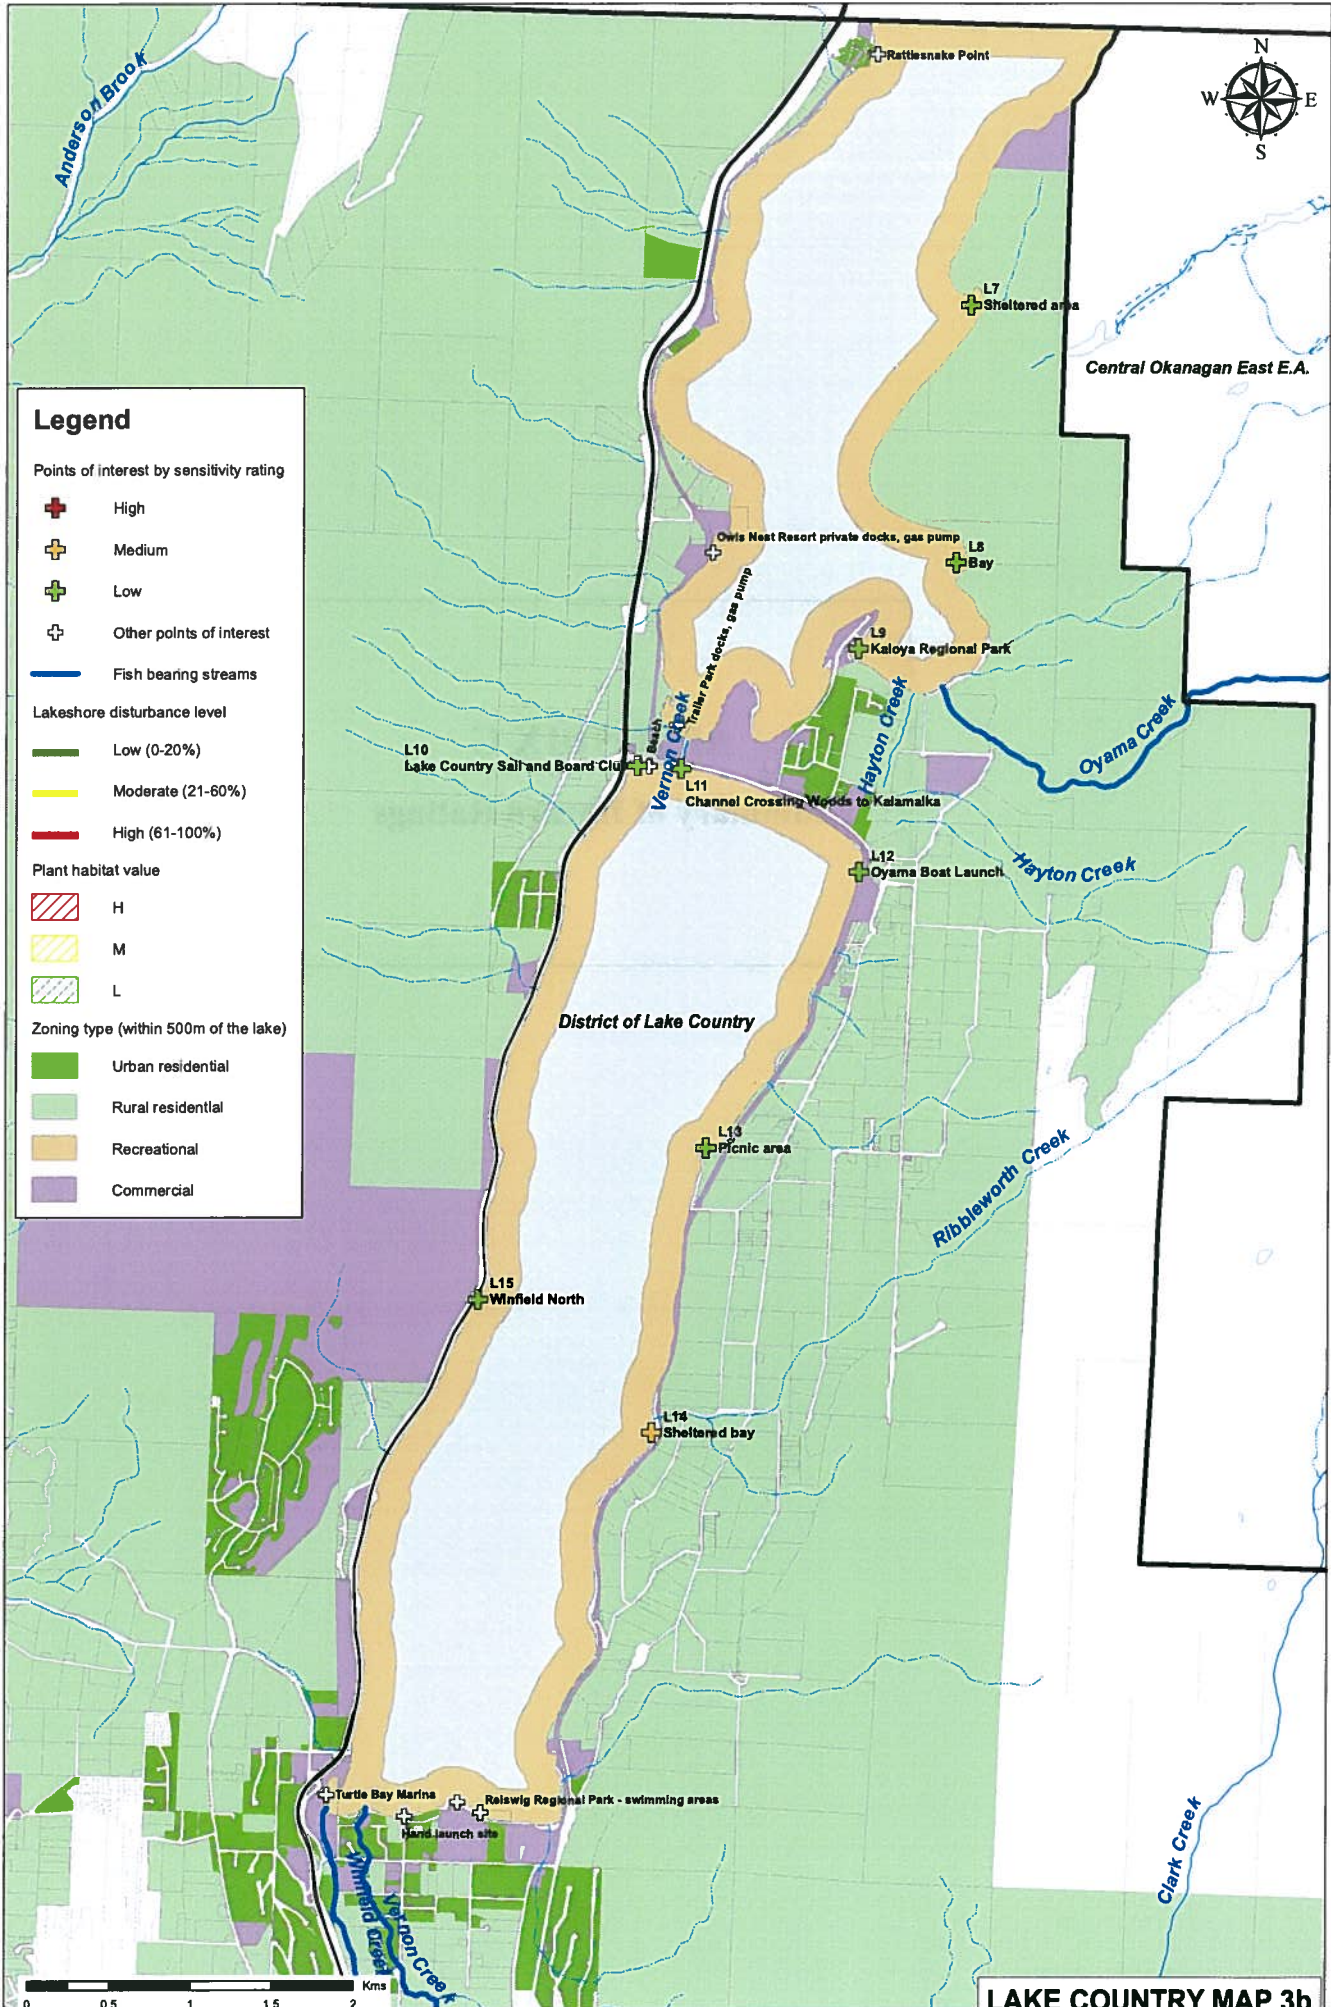 Anderson Brook
Rattlesnake Point
N
W
E
S
L7
Sheltered area
Central Okanagan East E.A.
Legend
Points of interest by sensitivity rating
High
Medium
Low
Other points of interest
Fish bearing streams
Lakeshore disturbance level
Low (0-20%)
Moderate (21-60%)
High (61-100%)
Plant habitat value
H
M
L
Zoning type (within 500m of the lake)
Urban residential
Rural residential
Recreational
Commercial
Owls Nest Resort private docks, gas pump
L8
Bay
Trailer Park docks, gas pump
L9
Kaloya Regional Park
Hayton Creek
Oyama Creek
Beach
Vernon Creek
L10
Lake Country Sail and Board Clu
L11
Channel Crossing Woods to Kalamalka
L12
Oyama Boat Launch
Hayton Creek
District of Lake Country
L13
Picnic area
Ribbleworth Creek
L15
Winfield North
L14
Sheltered bay
Turtle Bay Marina
Reiswig Regional Park - swimming areas
Hand launch site
Winfield Creek
Vernon Creek
Clark Creek
Kms
0 0.5 1 1.5 2
LAKE COUNTRY MAP 3b